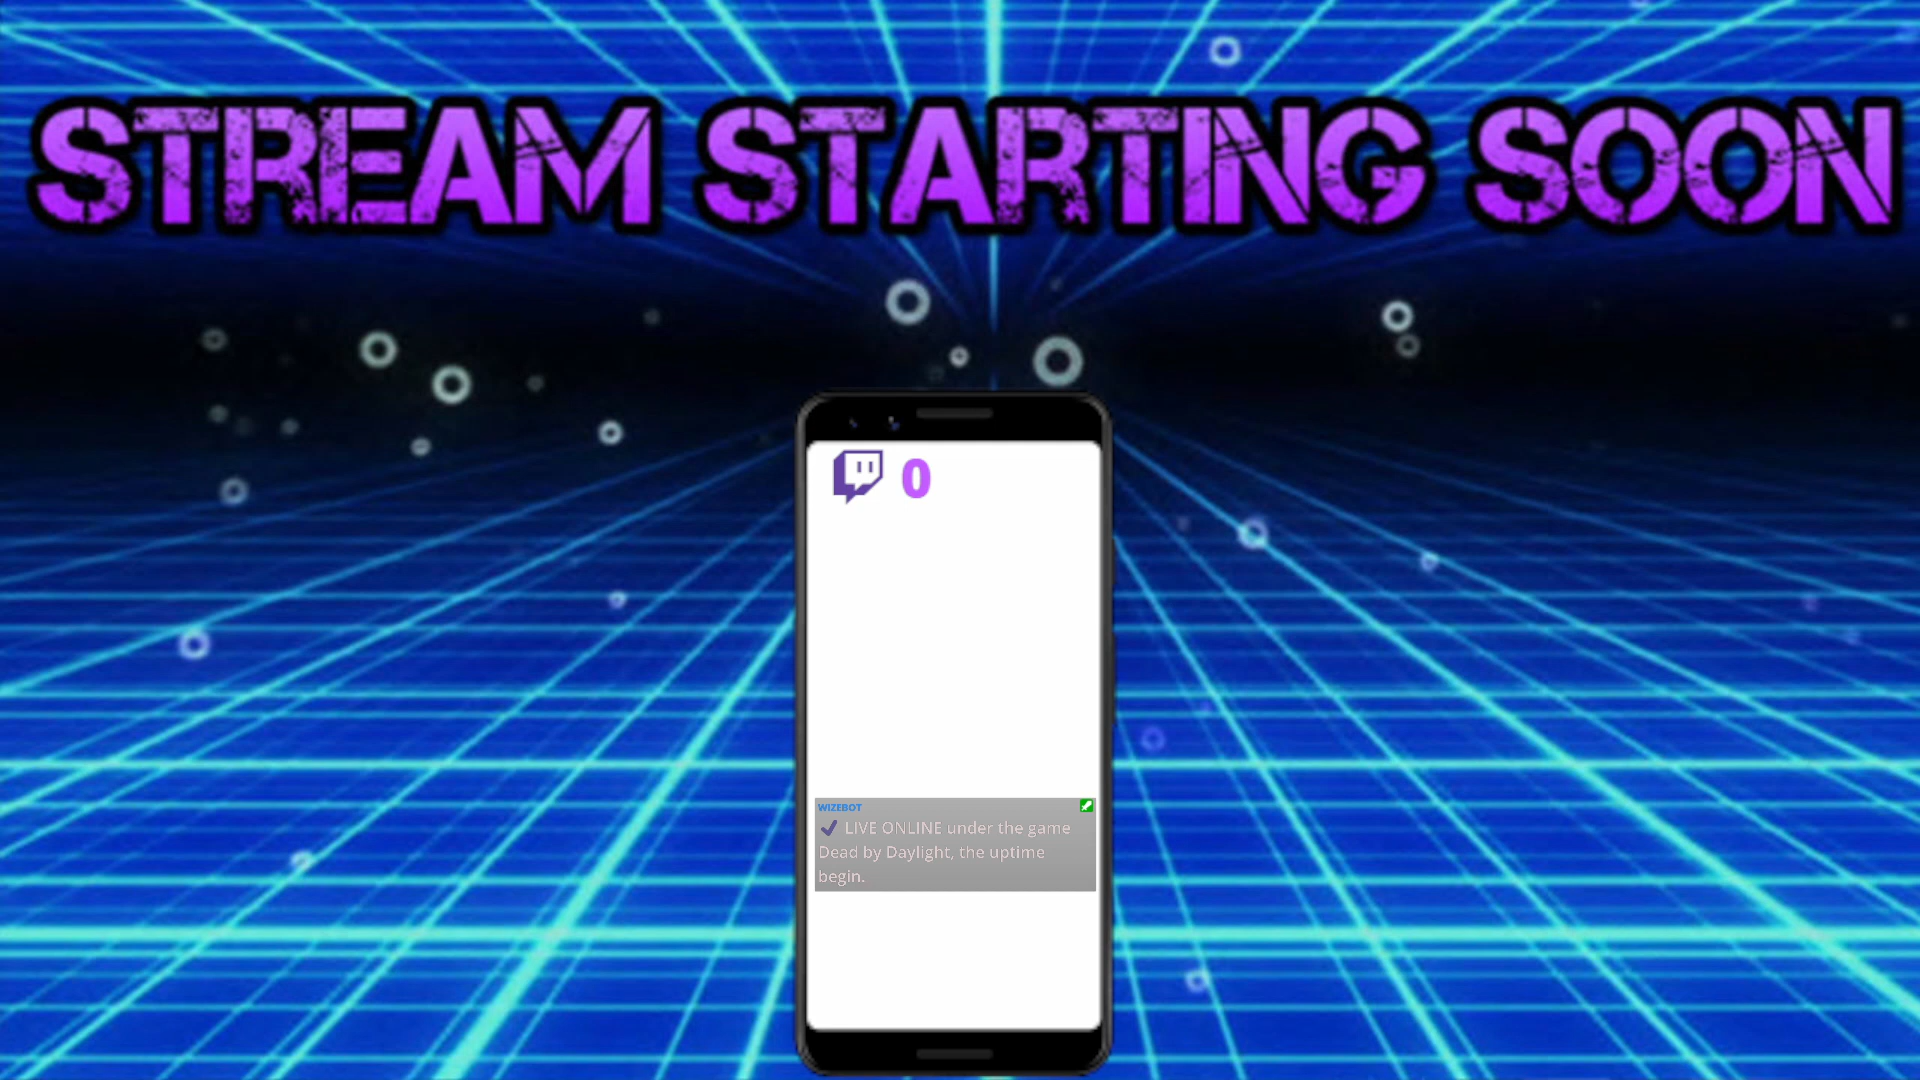 STREAM STARTING SOON
0
WIZEBOT
LIVE ONLINE under the game
Dead by Daylight, the uptime
begin.